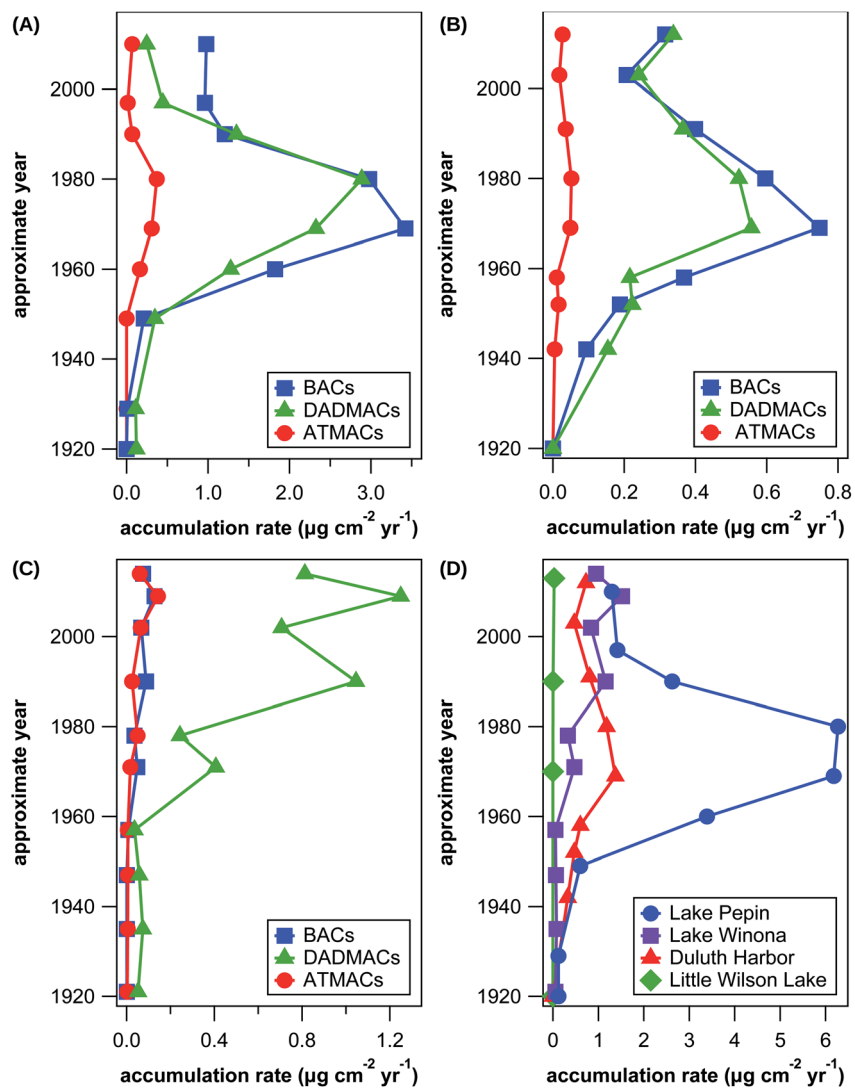 (A)
approximate year
2000
1980
1960
1940
1920
BACs
DADMACs
ATMACs
0.0 1.0 2.0 3.0
accumulation rate (µg cm-2 yr-1)
(B)
approximate year
2000
1980
1960
1940
1920
BACs
DADMACs
ATMACs
0.0 0.2 0.4 0.6 0.8
accumulation rate (µg cm-2 yr-1)
(C)
approximate year
2000
1980
1960
1940
1920
BACs
DADMACs
ATMACs
0.0 0.4 0.8 1.2
accumulation rate (µg cm-2 yr-1)
(D)
approximate year
2000
1980
1960
1940
1920
Lake Pepin
Lake Winona
Duluth Harbor
Little Wilson Lake
0 1 2 3 4 5 6
accumulation rate (µg cm-2 yr-1)